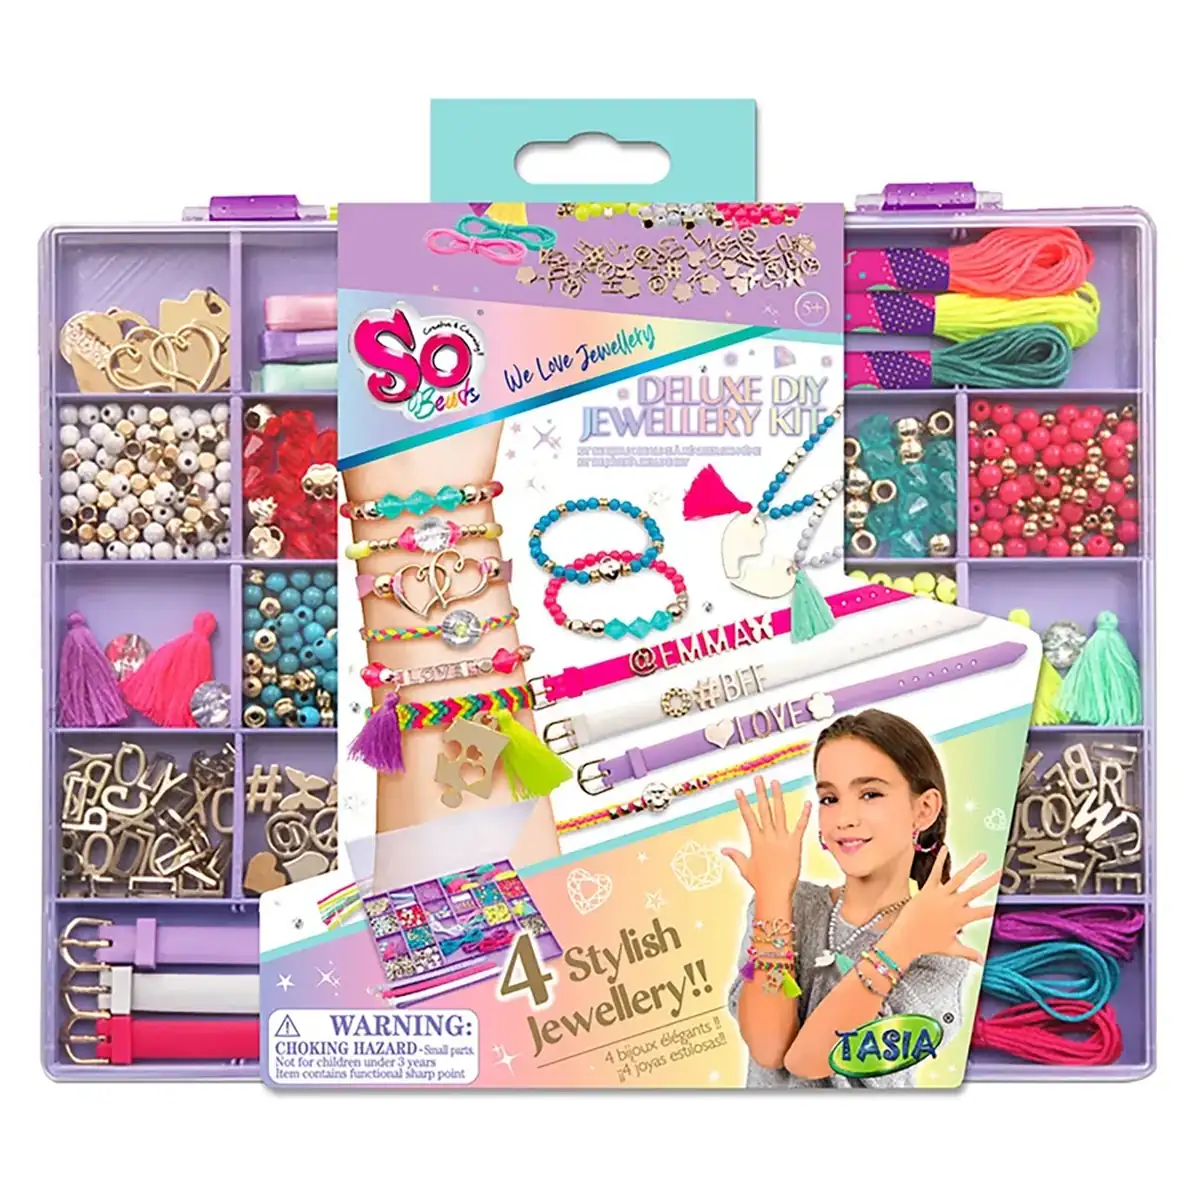 5+
Creative & Charming!
So
Beads
We Love Jewellery
DELUXE DIY
JEWELLERY KIT
@EMMA
#BFF
LOVE
LOVE
4 Stylish
Jewellery!!
4 bijoux élégants !!
¡¡4 joyas estilosas!!
WARNING:
CHOKING HAZARD - Small parts.
Not for children under 3 years
Item contains functional sharp point
TASIA®